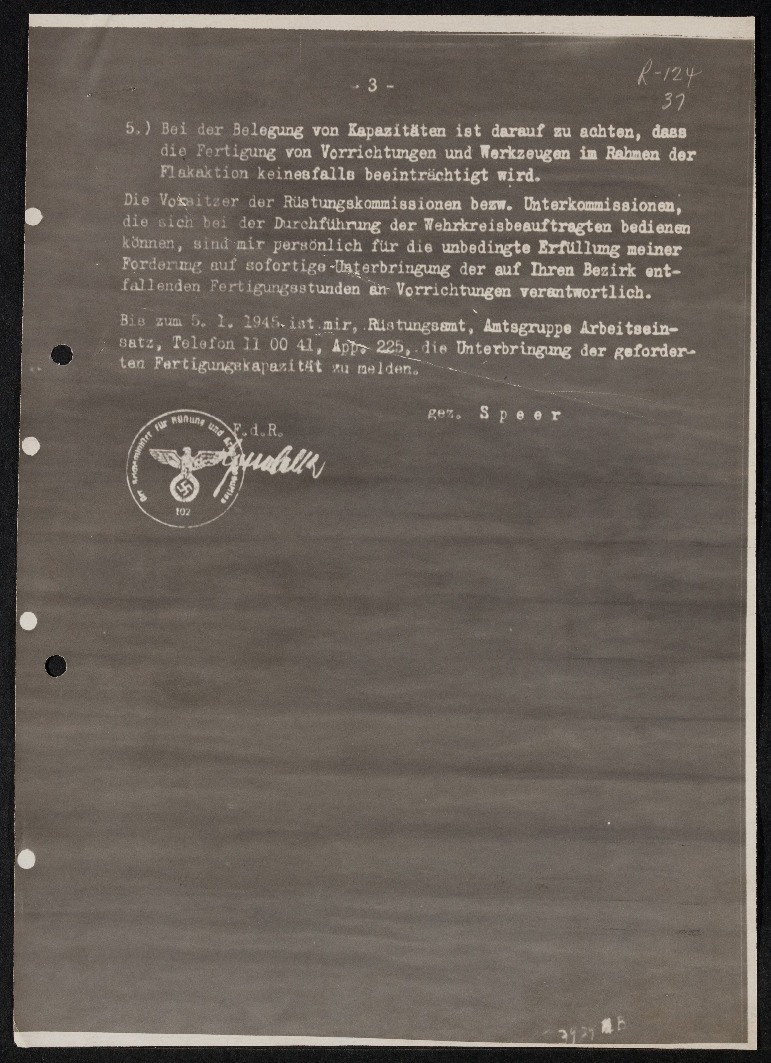 - 3 -
R-124
37
5.) Bei der Belegung von Kapazitäten ist darauf zu achten, dass
die Fertigung von Vorrichtungen und Werkzeugen im Rahmen der
Flakaktion keinesfalls beeinträchtigt wird.
Die Vorsitzer der Rüstungskommissionen bezw. Unterkommissionen,
die sich bei der Durchführung der Wehrkreisbeauftragten bedienen
können, sind mir persönlich für die unbedingte Erfüllung meiner
Forderung auf sofortige Unterbringung der auf Ihren Bezirk ent-
fallenden Fertigungsstunden an Vorrichtungen verantwortlich.
Bis zum 5. 1. 1945 ist mir, Rüstungsamt, Amtsgruppe Arbeitsein-
satz, Telefon 11 00 41, App. 225, die Unterbringung der geforder-
ten Fertigungskapazität zu melden.
gez. S p e e r
F.d.R.
für Rüstung und
102